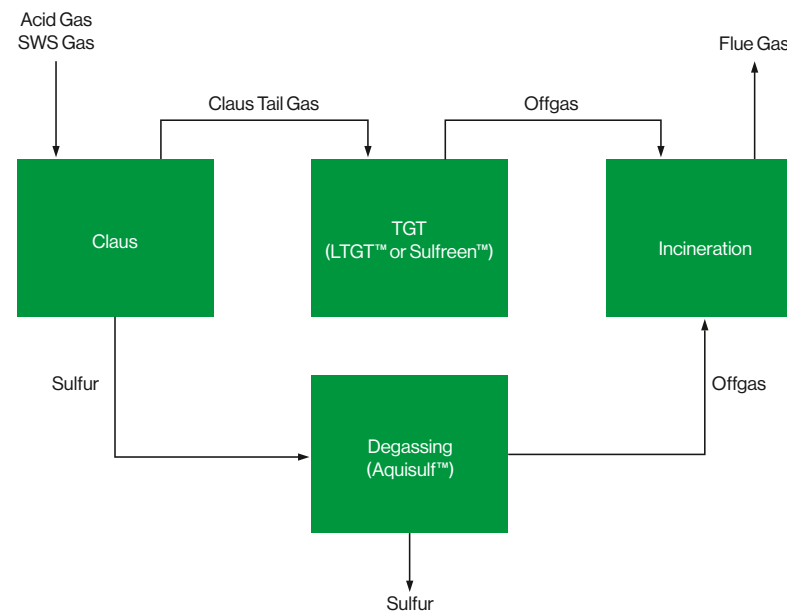 Acid Gas
SWS Gas
Flue Gas
Claus Tail Gas
Offgas
Claus
TGT
(LTGT™ or Sulfreen™)
Incineration
Sulfur
Offgas
Degassing
(Aquisulf™)
Sulfur